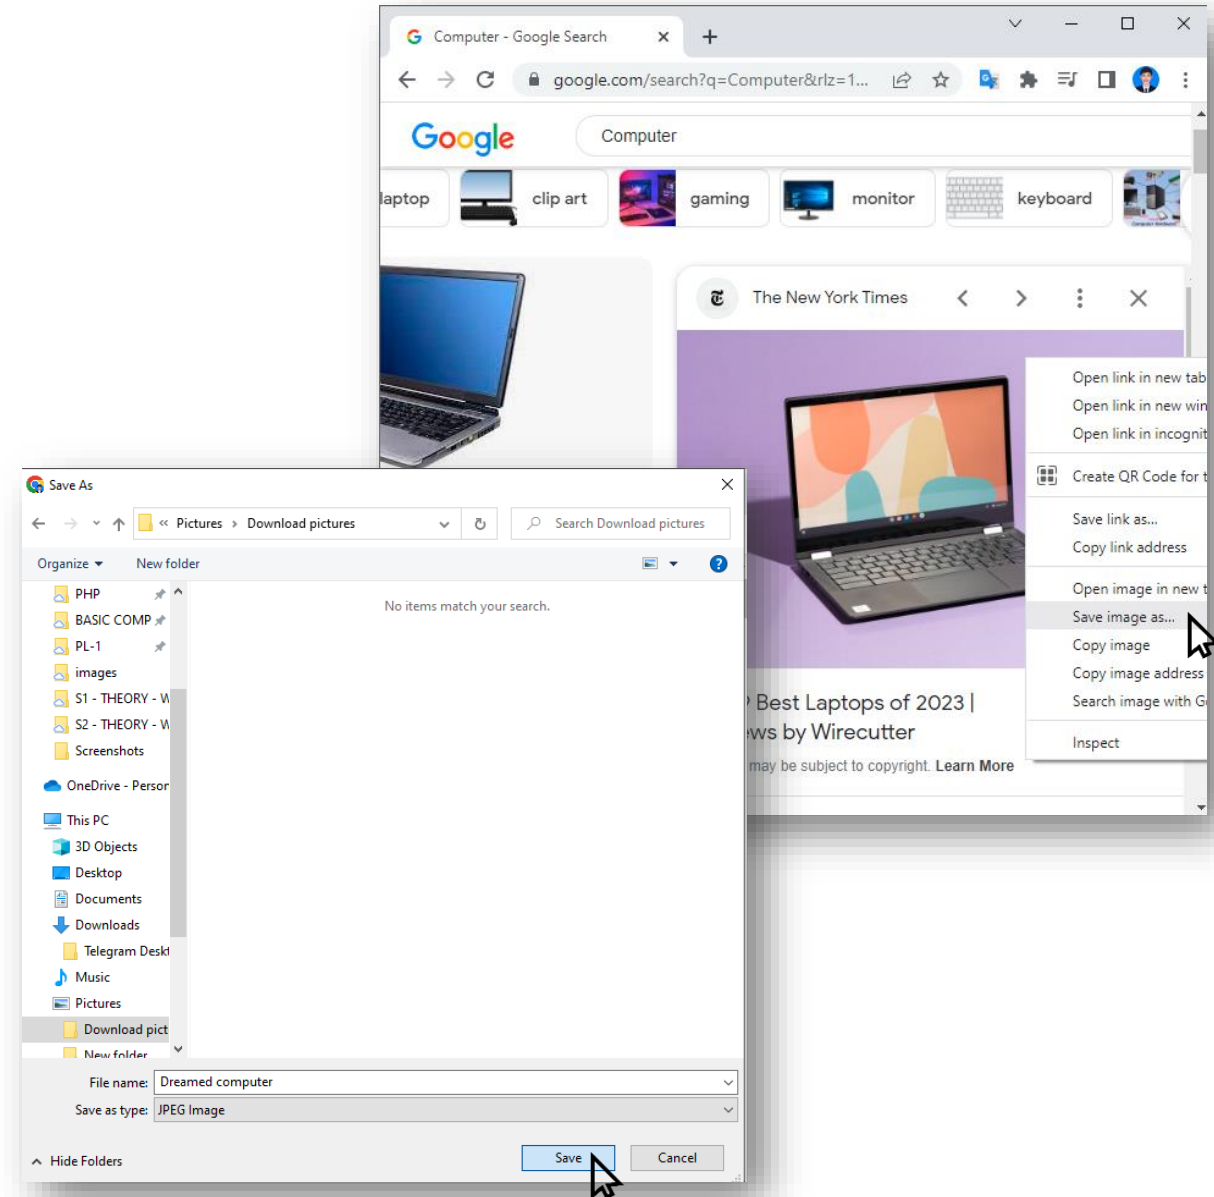 Computer - Google Search
google.com/search?q=Computer&rlz=1...
Google
Computer
laptop
clip art
gaming
monitor
keyboard
The New York Times
Open link in new tab
Open link in new win
Open link in incognit
Create QR Code for t
Save link as...
Copy link address
Open image in new t
Save image as...
Copy image
Copy image address
Search image with G
Inspect
Best Laptops of 2023 |
ws by Wirecutter
may be subject to copyright. Learn More
Save As
« Pictures › Download pictures
Search Download pictures
Organize
New folder
No items match your search.
PHP
BASIC COMP
PL-1
images
S1 - THEORY - W
S2 - THEORY - W
Screenshots
OneDrive - Person
This PC
3D Objects
Desktop
Documents
Downloads
Telegram Deskt
Music
Pictures
Download pict
New folder
File name: Dreamed computer
Save as type: JPEG Image
Hide Folders
Save
Cancel